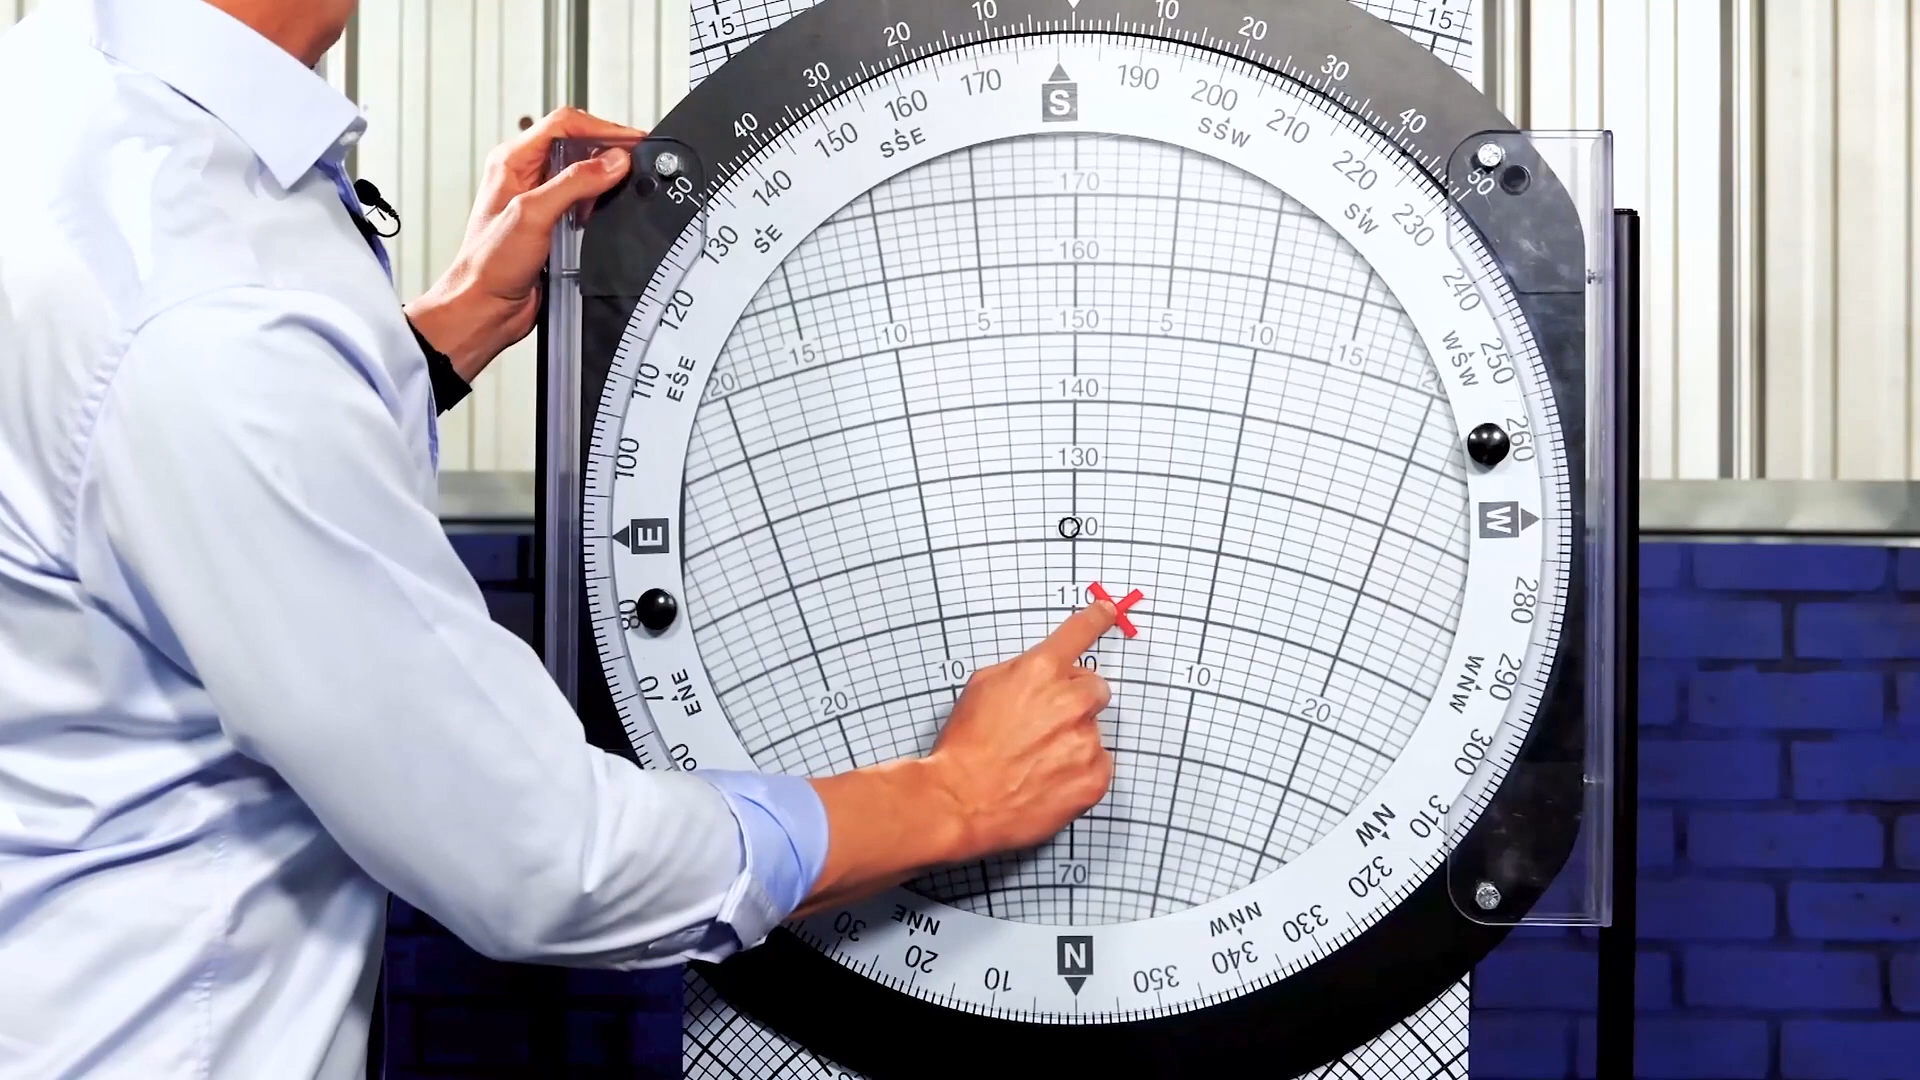 15
15
10 10
20 20
30 30
40 40
50 50
170 S 190
160 200
150 SSE SSW 210
140 220
130 SE SW 230
120 240
110 ESE WSW 250
100 260
E W
80 280
70 ENE WNW 290
300
NW 310
320
30 NNE NNW 330
20 340
10 N 350
170
160
15 10 5 150 5 10 15
20 140 20
130
120
110
10 10
20 20
70